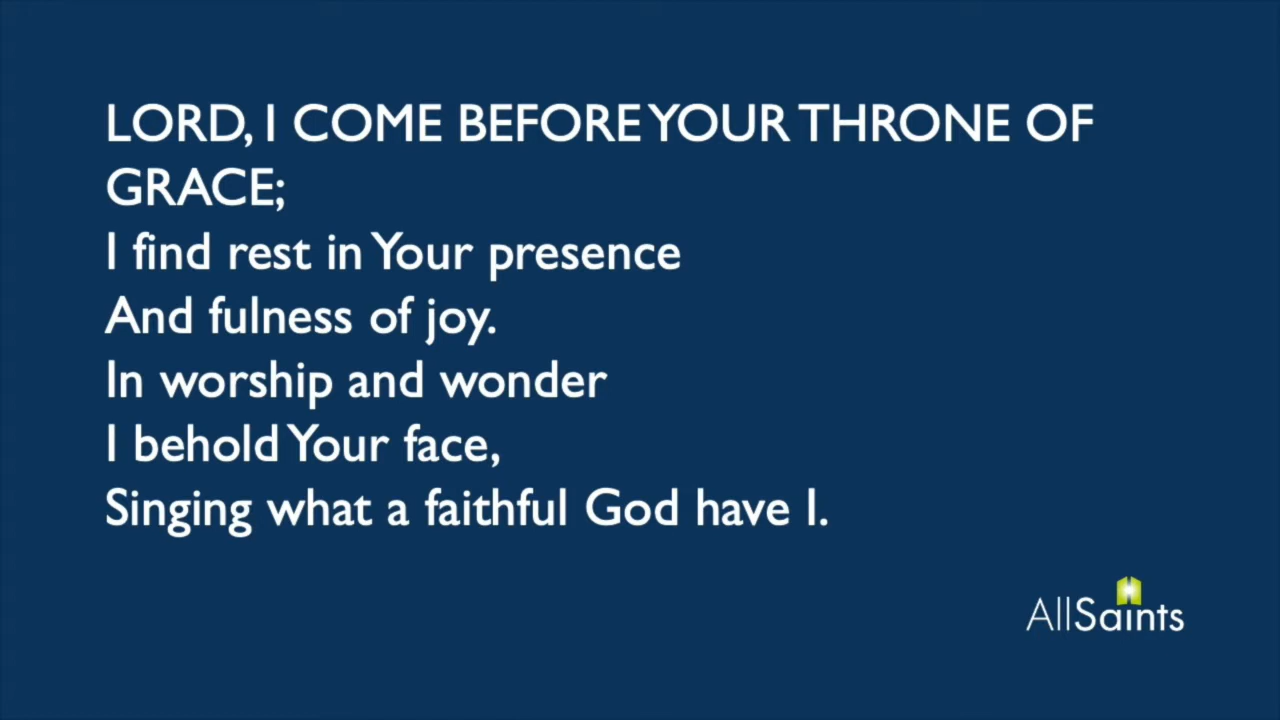 LORD, I COME BEFORE YOUR THRONE OF
GRACE;
I find rest in Your presence
And fulness of joy.
In worship and wonder
I behold Your face,
Singing what a faithful God have I.
AllSaints